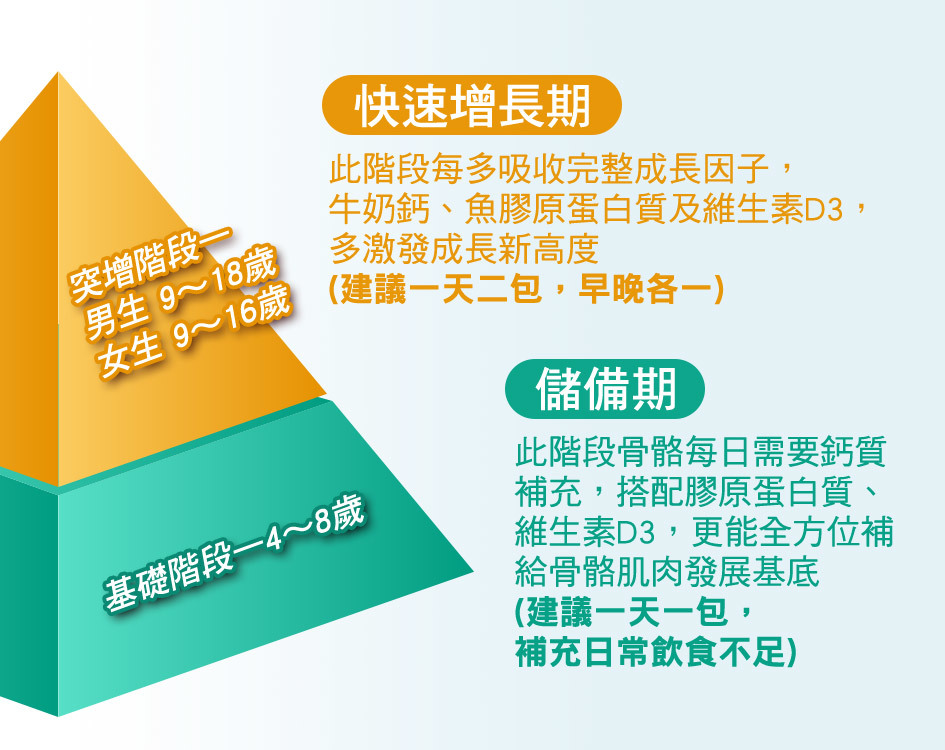 快速增長期
此階段每多吸收完整成長因子，
牛奶鈣、魚膠原蛋白質及維生素D3，
多激發成長新高度
(建議一天二包，早晚各一)
突增階段—
男生 9～18歲
女生 9～16歲
儲備期
此階段骨骼每日需要鈣質
補充，搭配膠原蛋白質、
維生素D3，更能全方位補
給骨骼肌肉發展基底
(建議一天一包，
補充日常飲食不足)
基礎階段—4～8歲